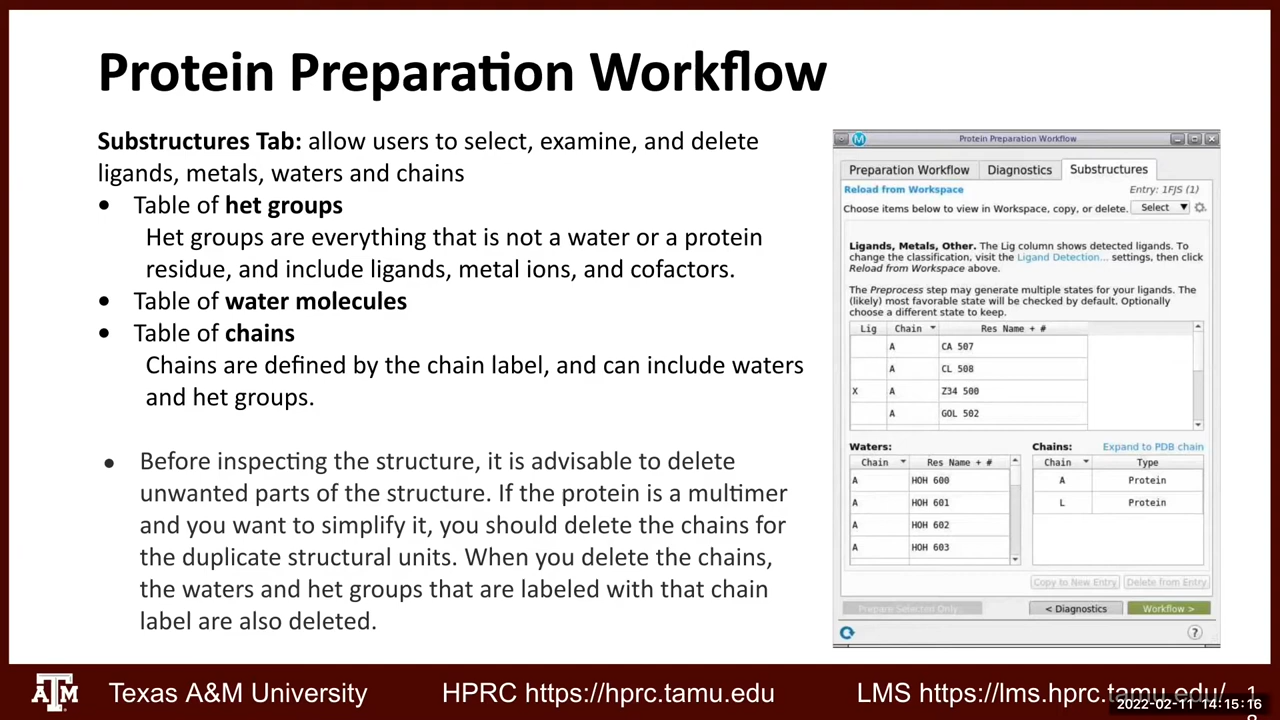 Protein Preparation Workflow
Substructures Tab: allow users to select, examine, and delete
ligands, metals, waters and chains
• Table of het groups
Het groups are everything that is not a water or a protein
residue, and include ligands, metal ions, and cofactors.
• Table of water molecules
• Table of chains
Chains are defined by the chain label, and can include waters
and het groups.
• Before inspecting the structure, it is advisable to delete
unwanted parts of the structure. If the protein is a multimer
and you want to simplify it, you should delete the chains for
the duplicate structural units. When you delete the chains,
the waters and het groups that are labeled with that chain
label are also deleted.
Protein Preparation Workflow
Preparation Workflow Diagnostics Substructures
Reload from Workspace Entry: 1FJS (1)
Choose items below to view in Workspace, copy, or delete. Select
Ligands, Metals, Other. The Lig column shows detected ligands. To
change the classification, visit the Ligand Detection... settings, then click
Reload from Workspace above.
The Preprocess step may generate multiple states for your ligands. The
(likely) most favorable state will be checked by default. Optionally
choose a different state to keep.
Lig Chain Res Name + #
A CA 507
A CL 508
X A Z34 500
A GOL 502
Waters:
Chain Res Name + #
A HOH 600
A HOH 601
A HOH 602
A HOH 603
Chains: Expand to PDB chain
Chain Type
A Protein
L Protein
Copy to New Entry Delete from Entry
Prepare Selected Only... < Diagnostics Workflow >
?
ATM Texas A&M University HPRC https://hprc.tamu.edu LMS https://lms.hprc.tamu.edu/ 1
2022-02-11 14:15:16